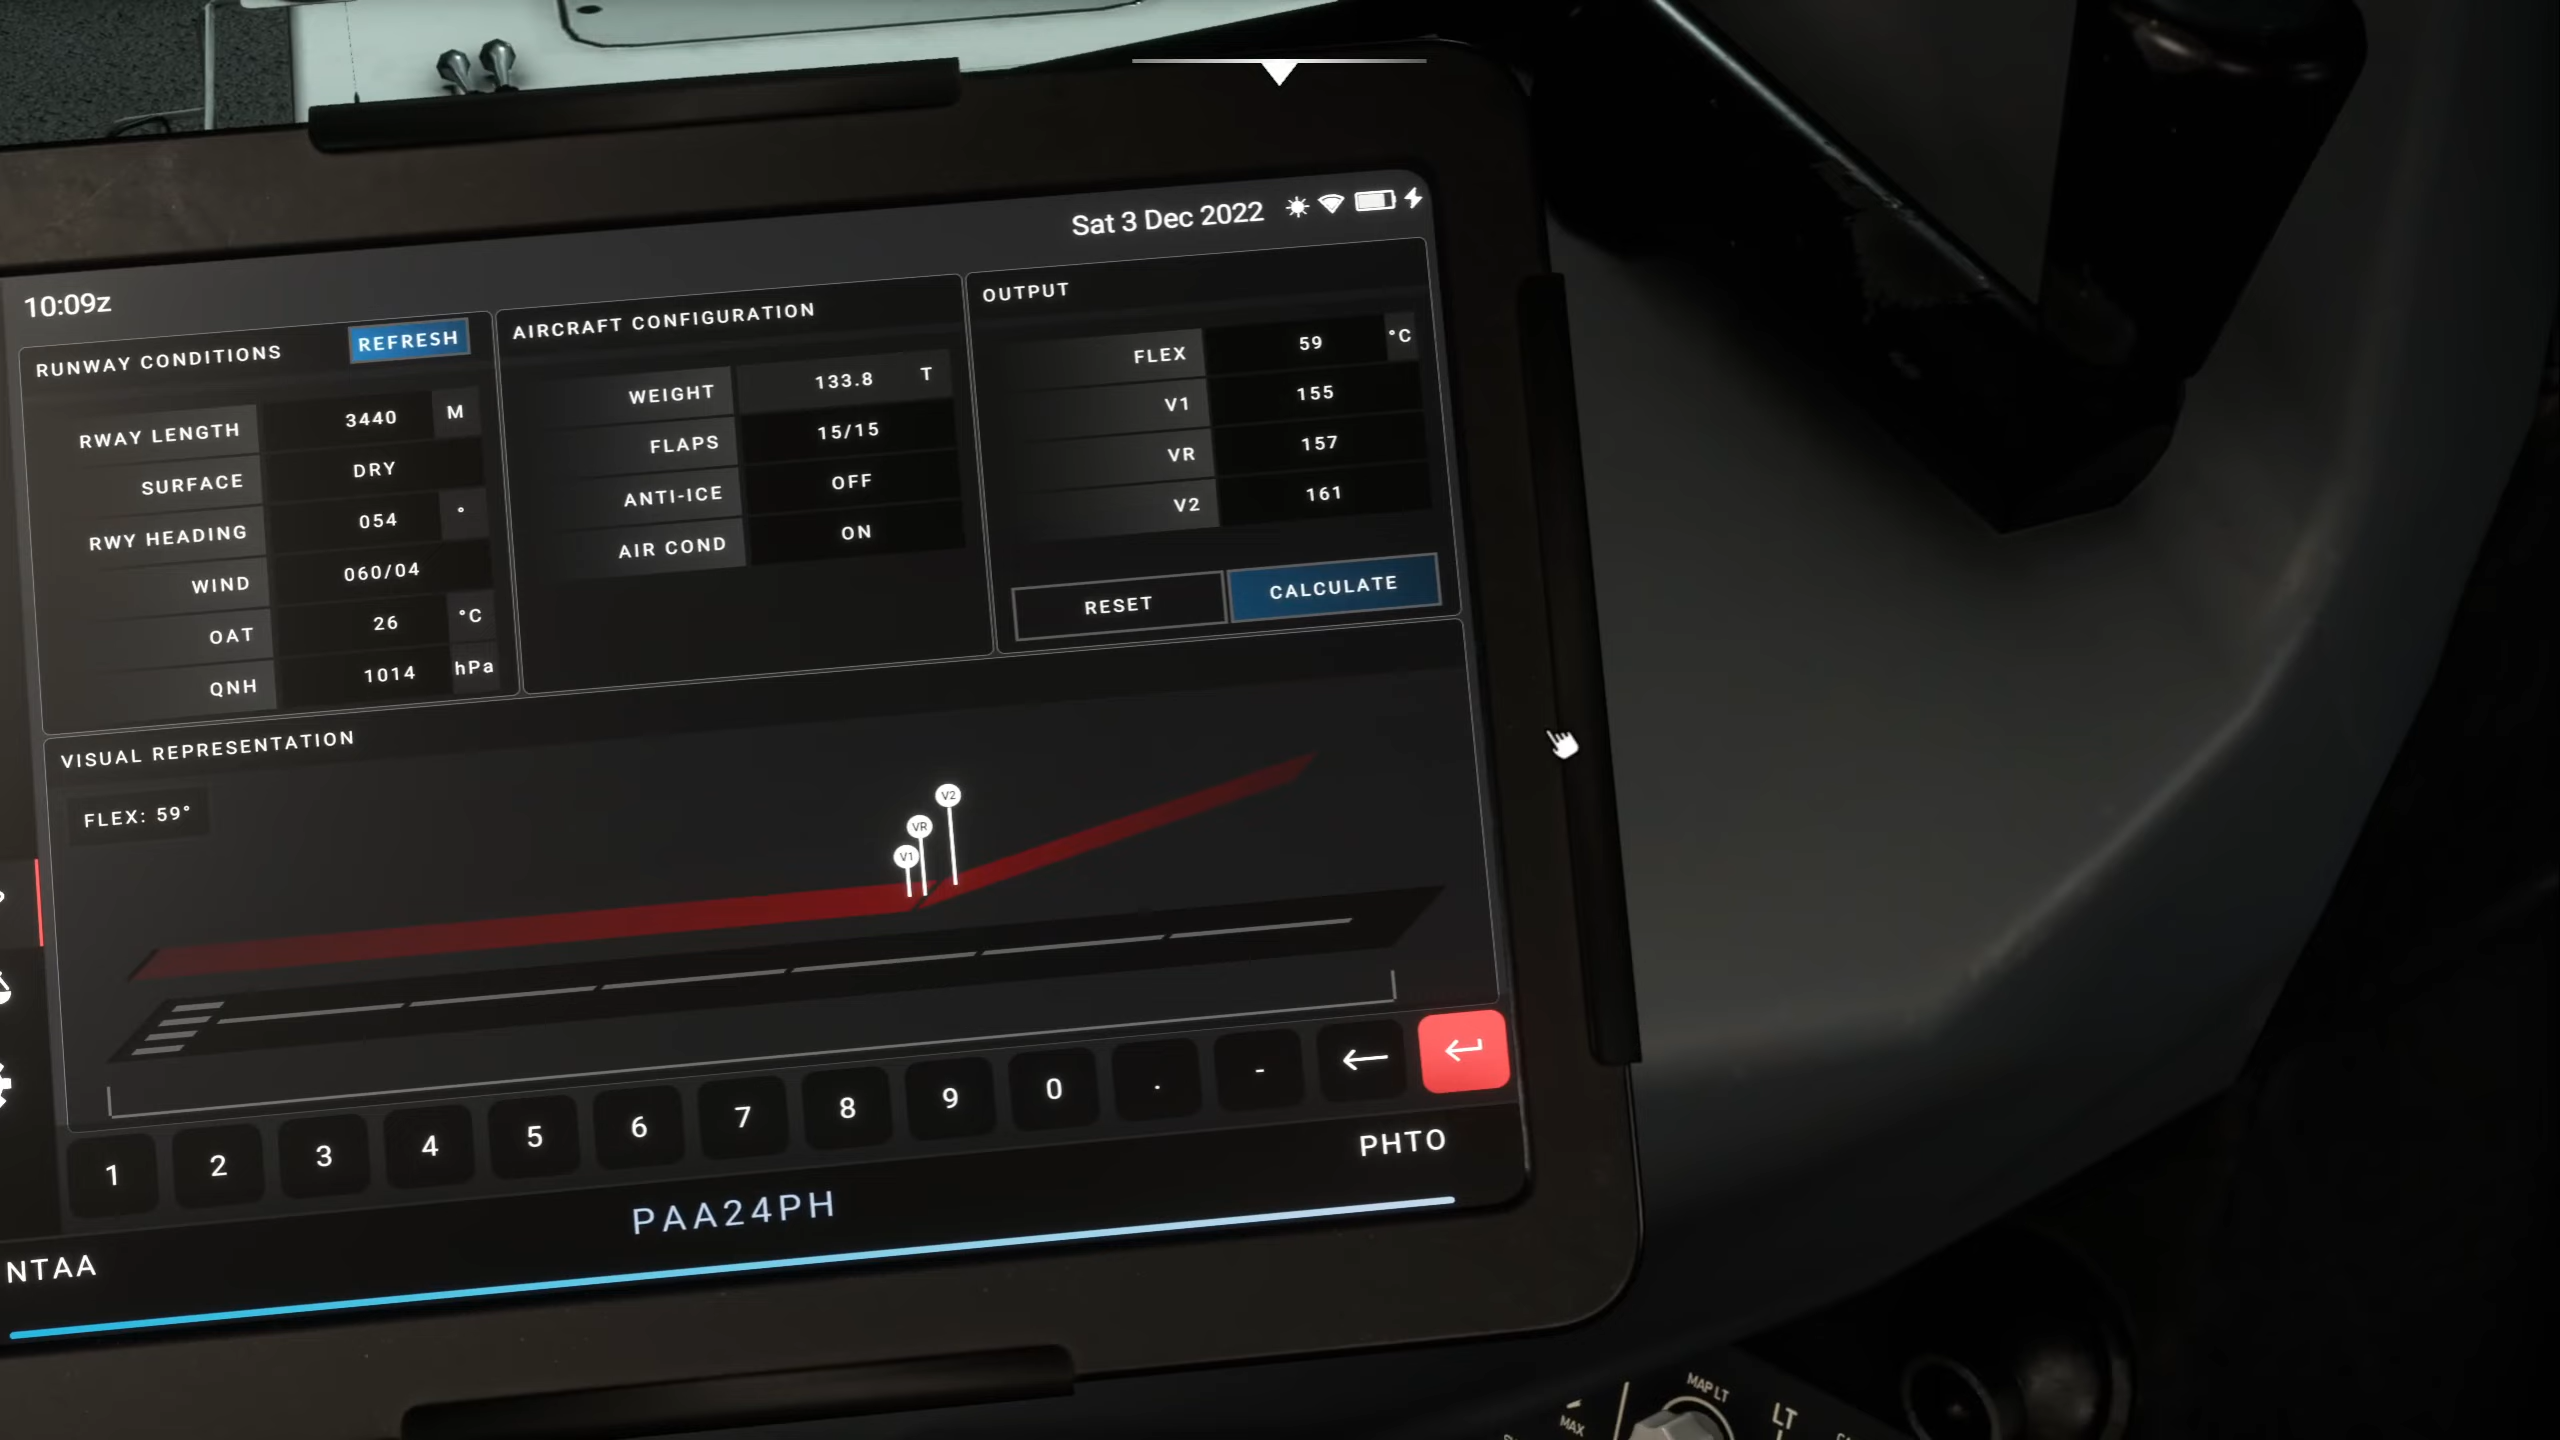 Sat 3 Dec 2022
10:09z
RUNWAY CONDITIONS
REFRESH
RWAY LENGTH 3440 M
SURFACE DRY
RWY HEADING 054 °
WIND 060/04
OAT 26 °C
QNH 1014 hPa
AIRCRAFT CONFIGURATION
WEIGHT 133.8 T
FLAPS 15/15
ANTI-ICE OFF
AIR COND ON
OUTPUT
FLEX 59 °C
V1 155
VR 157
V2 161
RESET CALCULATE
VISUAL REPRESENTATION
FLEX: 59°
V1 VR V2
1 2 3 4 5 6 7 8 9 0 . -
NTAA PAA24PH PHTO
MAP LT
MAX
LT